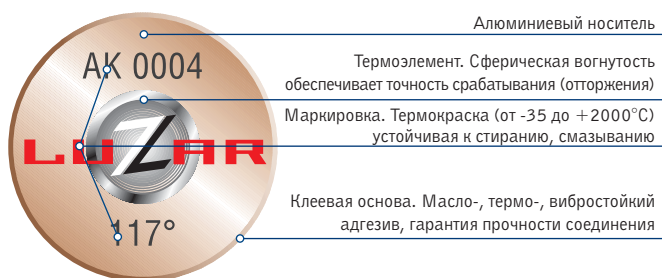 Алюминиевый носитель
AK 0004
Термоэлемент. Сферическая вогнутость
обеспечивает точность срабатывания (отторжения)
Маркировка. Термокраска (от -35 до +2000°С)
устойчивая к стиранию, смазыванию
LUZAR
Клеевая основа. Масло-, термо-, вибростойкий
адгезив, гарантия прочности соединения
117°